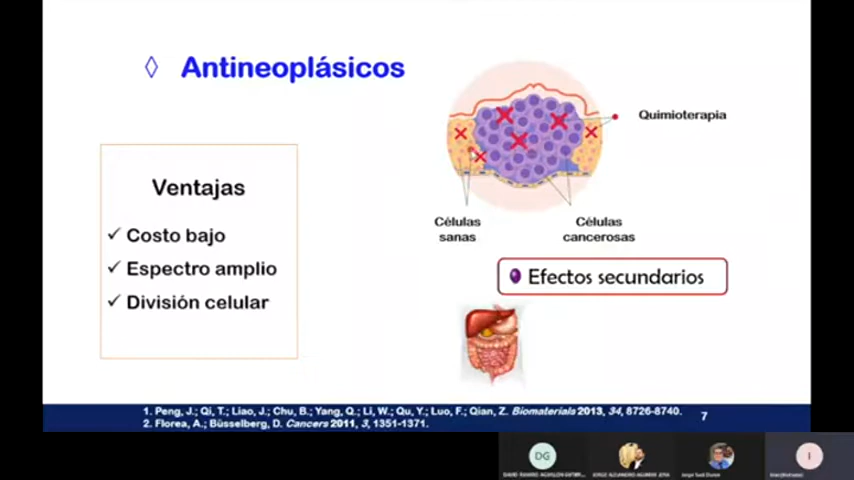 ◊ Antineoplásicos
Quimioterapia
Ventajas
✓ Costo bajo
✓ Espectro amplio
✓ División celular
Células
sanas
Células
cancerosas
Efectos secundarios
1. Peng, J.; Qi, T.; Liao, J.; Chu, B.; Yang, Q.; Li, W.; Qu, Y.; Luo, F.; Qian, Z. Biomaterials 2013, 34, 8726-8740.
2. Florea, A.; Büsselberg, D. Cancers 2011, 3, 1351-1371.
7
DG
I